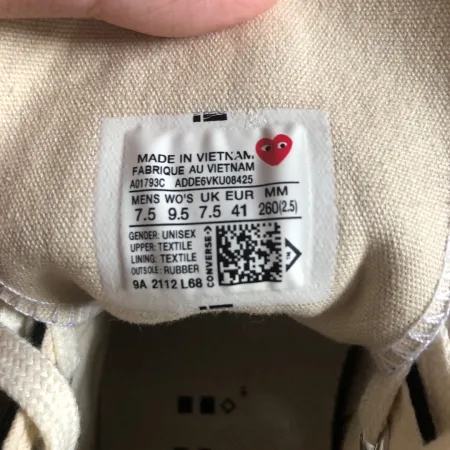 MADE IN VIETNAM
FABRIQUE AU VIETNAM
A01793C ADDE6VKU08425
MENS WO'S UK EUR MM
7.5 9.5 7.5 41 260(2.5)
GENDER: UNISEX
UPPER: TEXTILE
LINING: TEXTILE
OUTSOLE: RUBBER
9A 2112 L68
CONVERSE